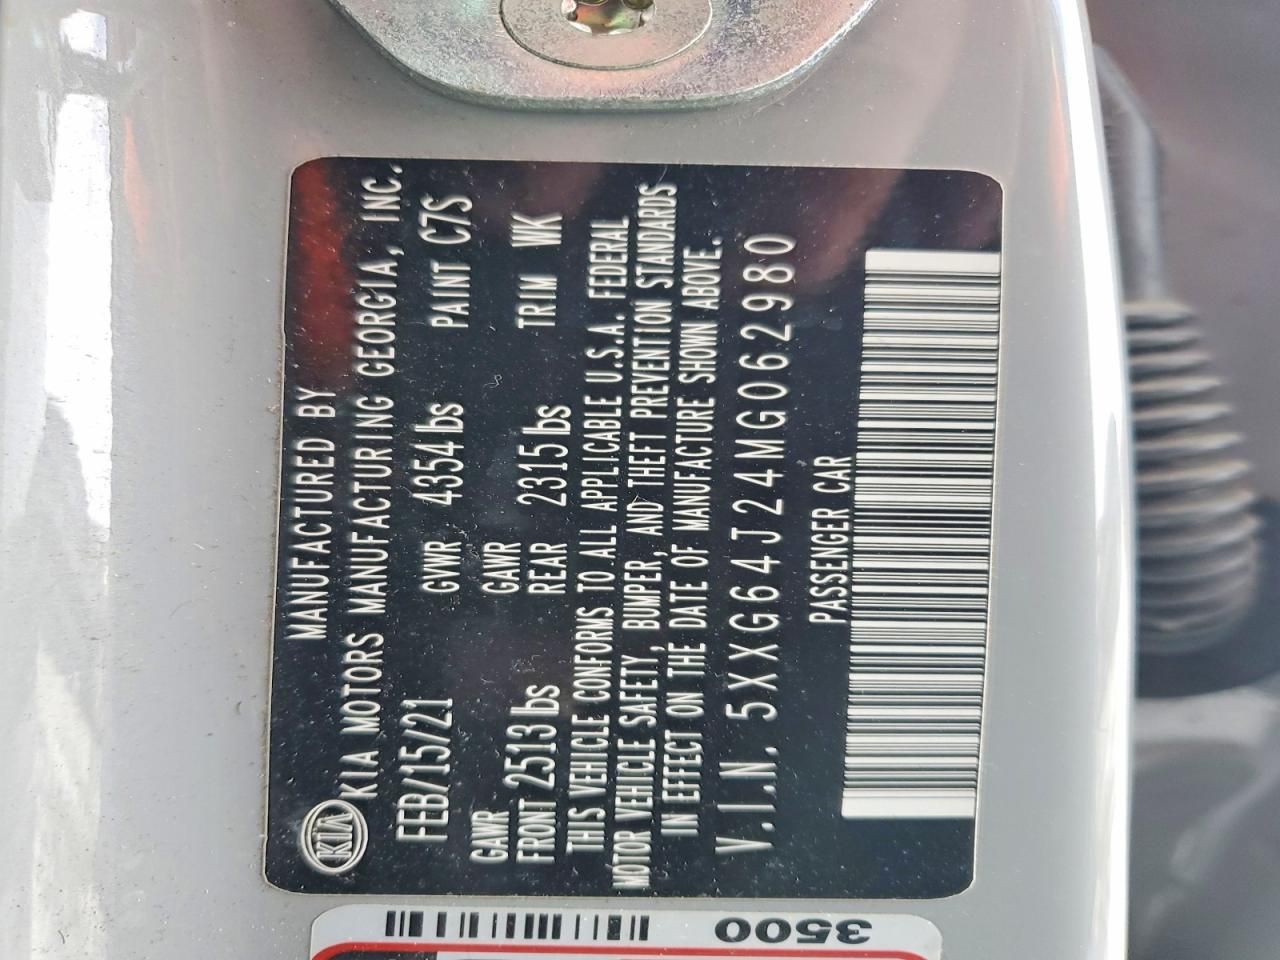 KIA
MANUFACTURED BY
KIA MOTORS MANUFACTURING GEORGIA, INC.
FEB/15/21 GVWR 4354 lbs PAINT C7S
GAWR FRONT 2513 lbs GAWR REAR 2315 lbs TRIM WK
THIS VEHICLE CONFORMS TO ALL APPLICABLE U.S.A. FEDERAL
MOTOR VEHICLE SAFETY, BUMPER, AND THEFT PREVENTION STANDARDS
IN EFFECT ON THE DATE OF MANUFACTURE SHOWN ABOVE.
V.I.N. 5XXG64J24MG062980
PASSENGER CAR
3500